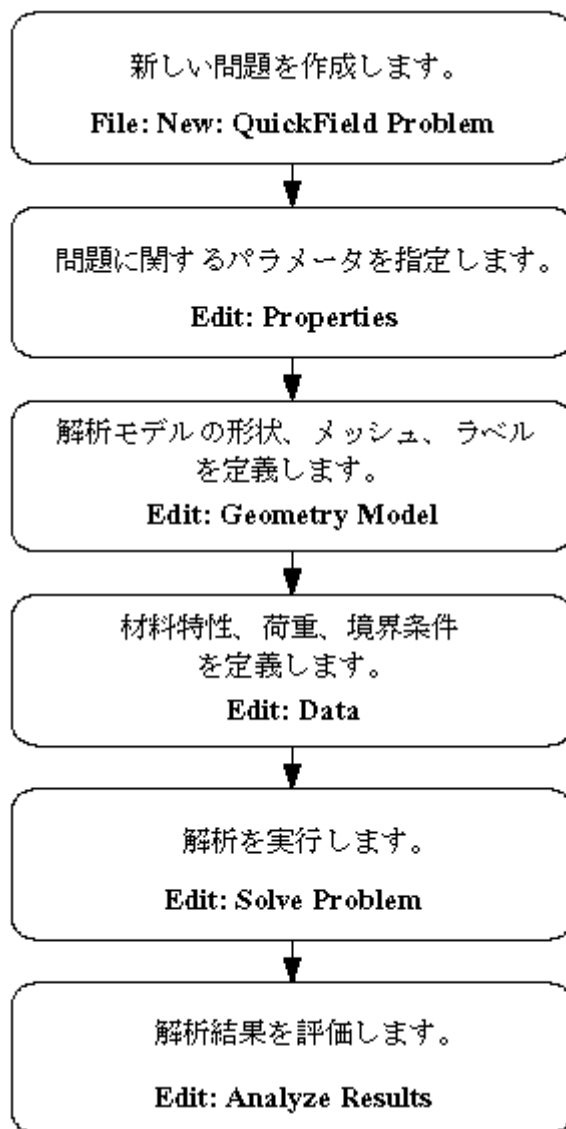 新しい問題を作成します。
File: New: QuickField Problem
問題に関するパラメータを指定します。
Edit: Properties
解析モデルの形状、メッシュ、ラベル
を定義します。
Edit: Geometry Model
材料特性、荷重、境界条件
を定義します。
Edit: Data
解析を実行します。
Edit: Solve Problem
解析結果を評価します。
Edit: Analyze Results